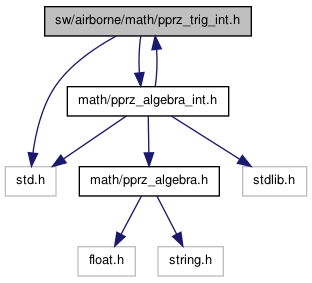 sw/airborne/math/pprz_trig_int.h
math/pprz_algebra_int.h
std.h
math/pprz_algebra.h
stdlib.h
float.h
string.h